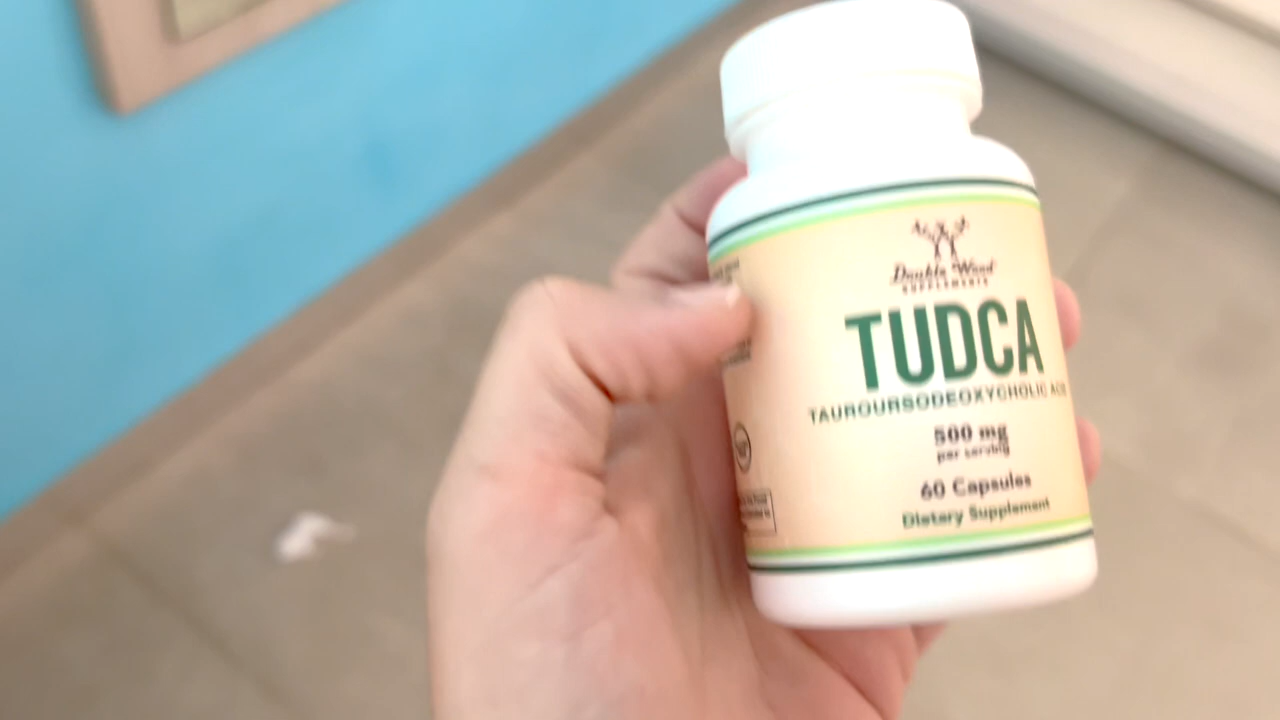 Double Wood
SUPPLEMENTS
TUDCA
TAUROURSODEOXYCHOLIC ACID
500 mg
per serving
60 Capsules
Dietary Supplement